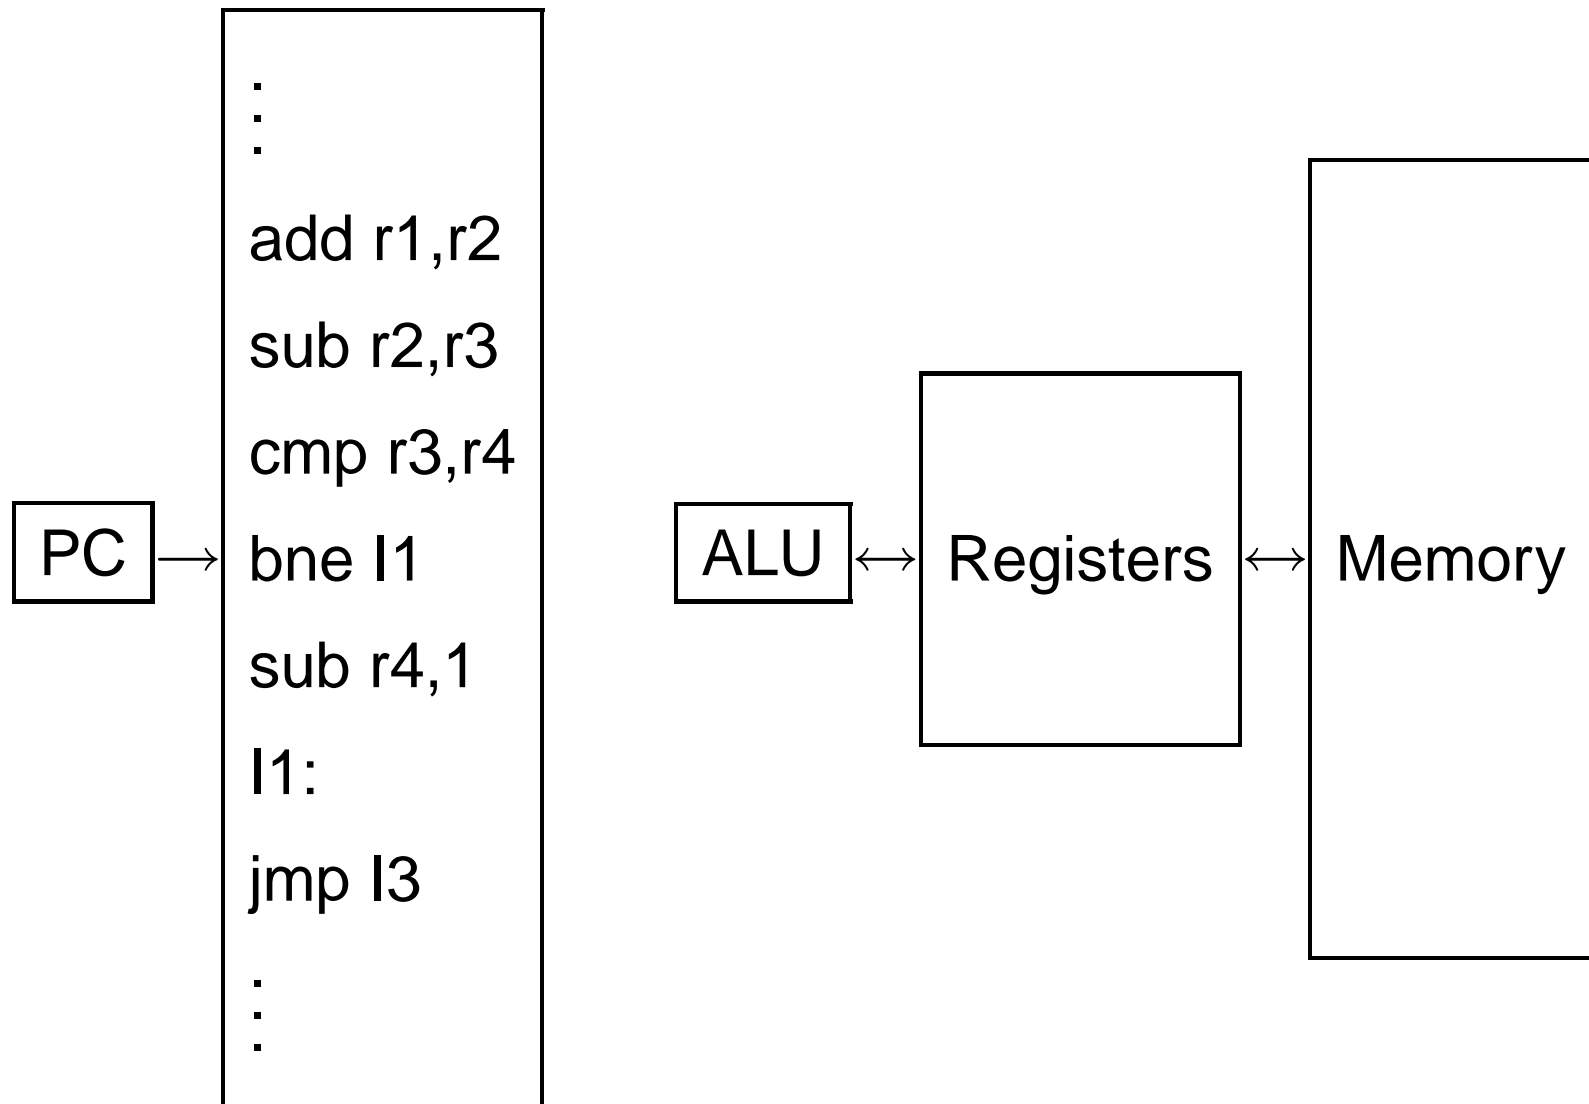 ⋮
add r1,r2
sub r2,r3
cmp r3,r4
PC → bne l1
sub r4,1
l1:
jmp l3
⋮
ALU ↔ Registers ↔ Memory